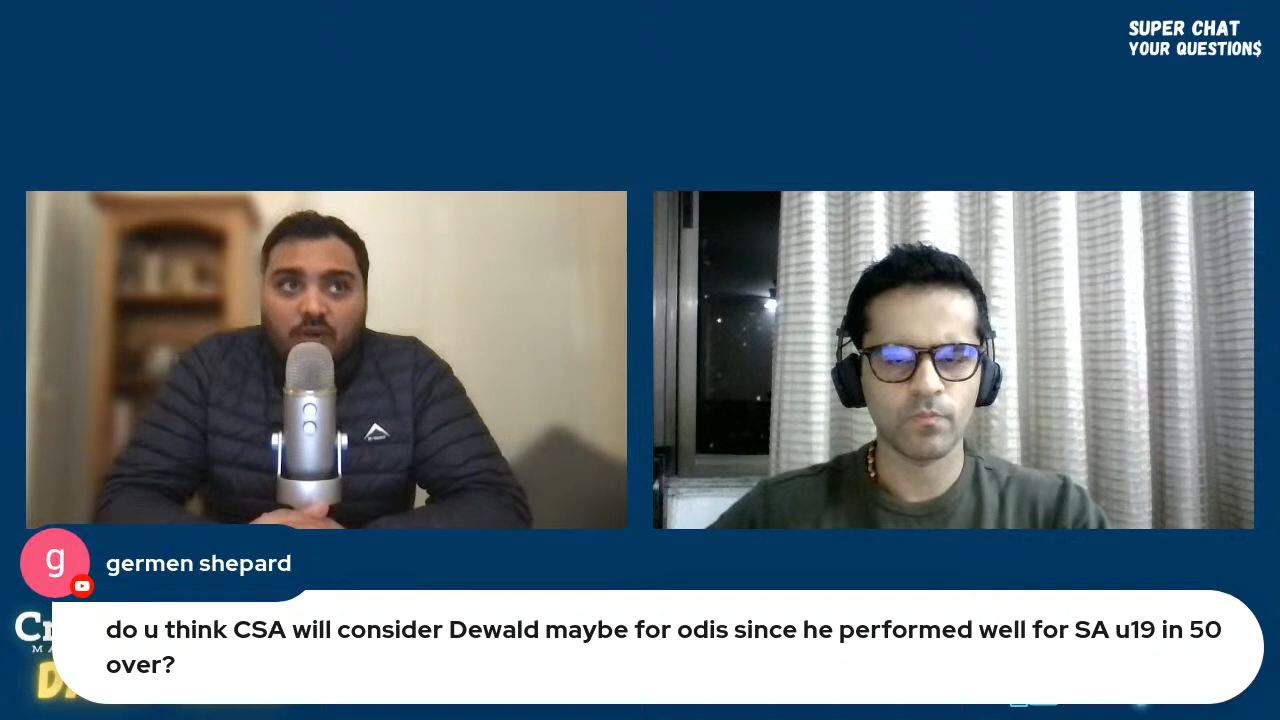 SUPER CHAT
YOUR QUESTION$
g
germen shepard
do u think CSA will consider Dewald maybe for odis since he performed well for SA u19 in 50
over?